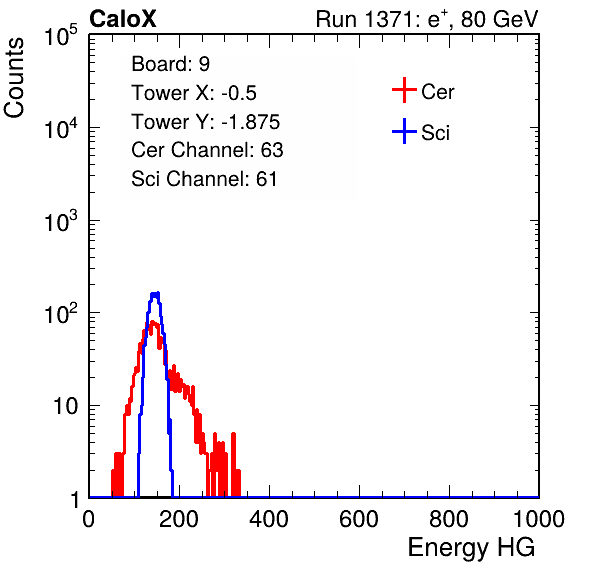 CaloX Run 1371: e⁺, 80 GeV
Counts
10⁵
10⁴
10³
10²
10
1
Board: 9
Tower X: -0.5
Tower Y: -1.875
Cer Channel: 63
Sci Channel: 61
Cer
Sci
0 200 400 600 800 1000
Energy HG